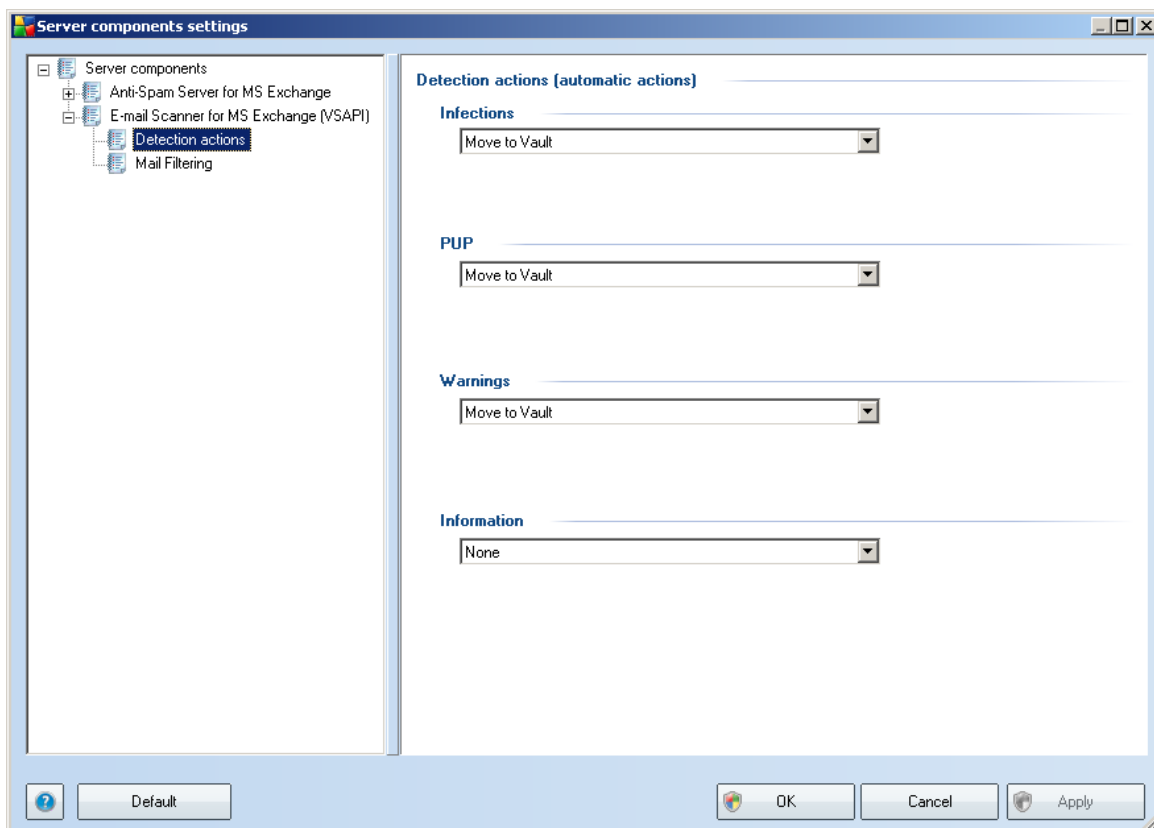 Server components settings
Server components
Anti-Spam Server for MS Exchange
E-mail Scanner for MS Exchange (VSAPI)
Detection actions
Mail Filtering
Detection actions (automatic actions)
Infections
Move to Vault
PUP
Move to Vault
Warnings
Move to Vault
Information
None
Default
OK
Cancel
Apply